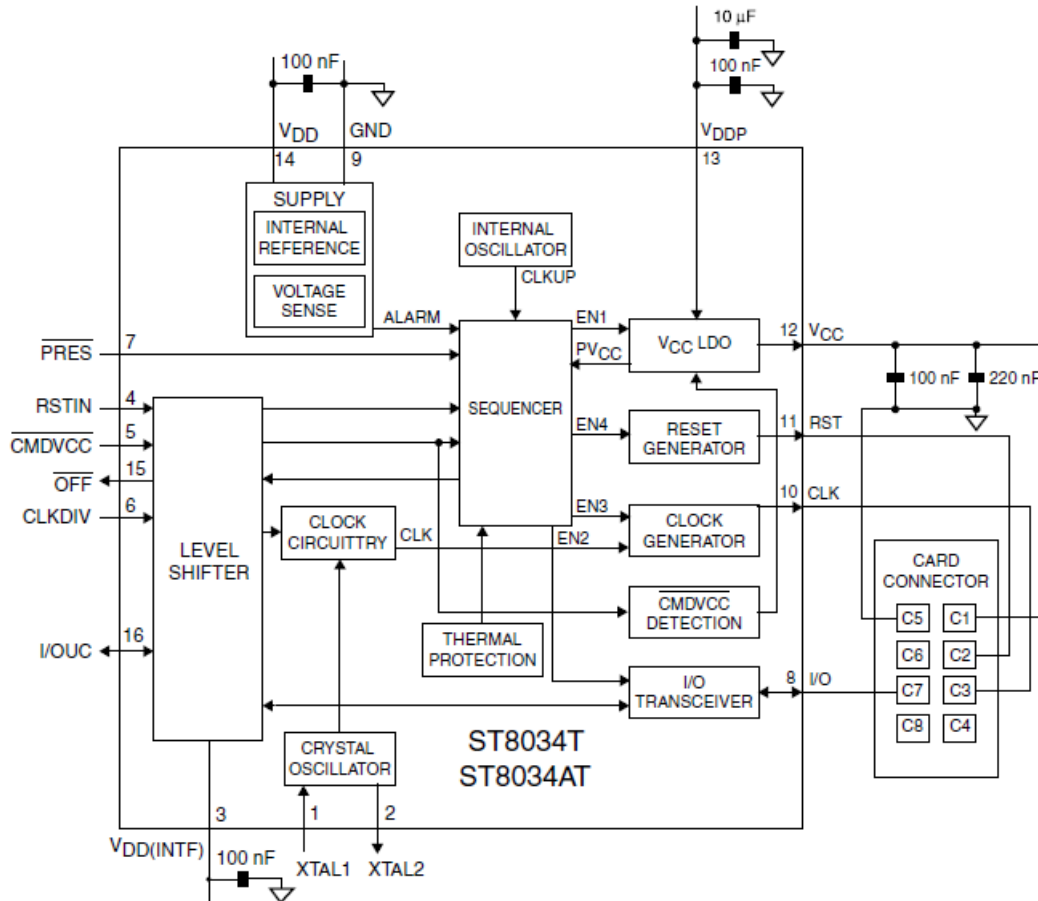 10 µF
100 nF
100 nF
VDD
GND
VDDP
14
9
13
SUPPLY
INTERNAL
REFERENCE
VOLTAGE
SENSE
INTERNAL
OSCILLATOR
CLKUP
ALARM
EN1
VCC LDO
12
VCC
PVCC
PRES
7
100 nF
220 nF
RSTIN
4
SEQUENCER
CMDVCC
5
EN4
RESET
GENERATOR
11
RST
OFF
15
CLKDIV
6
LEVEL
SHIFTER
CLOCK
CIRCUITTRY
CLK
EN3
EN2
CLOCK
GENERATOR
10
CLK
CARD
CONNECTOR
CMDVCC
DETECTION
C5
C1
C6
C2
C7
C3
C8
C4
I/OUC
16
THERMAL
PROTECTION
I/O
TRANSCEIVER
8
I/O
CRYSTAL
OSCILLATOR
ST8034T
ST8034AT
3
1
2
VDD(INTF)
100 nF
XTAL1
XTAL2